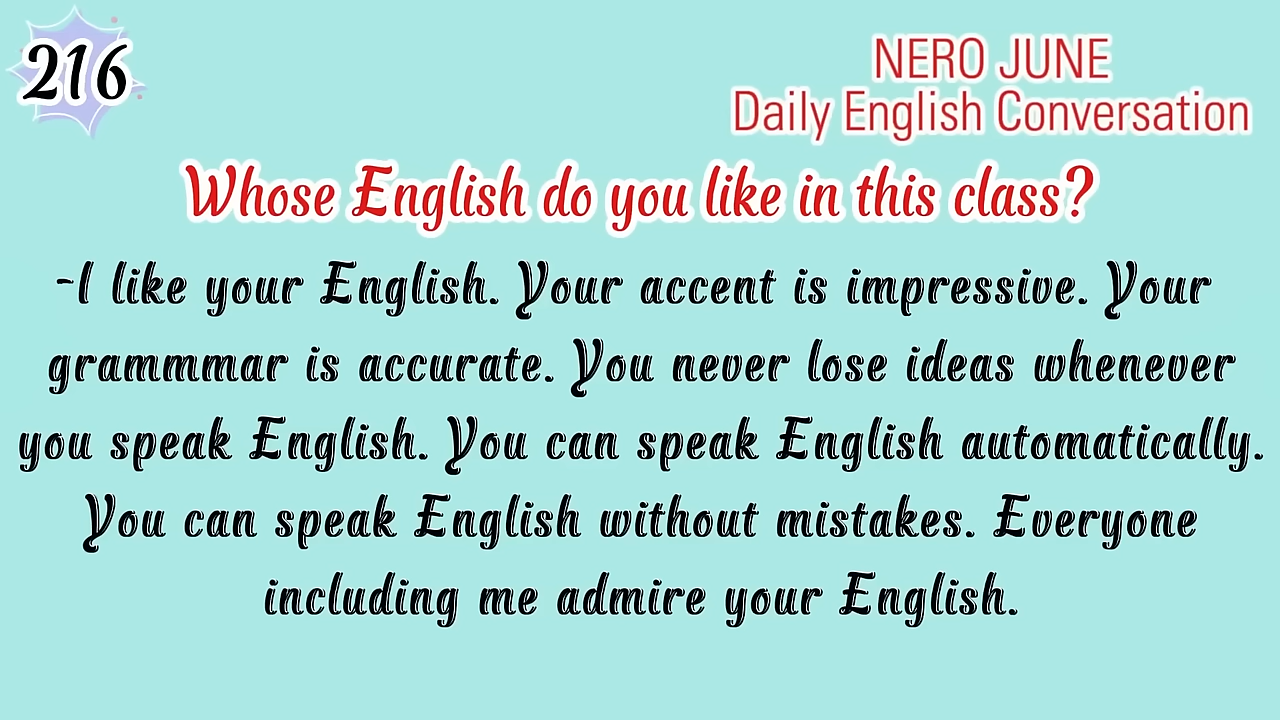 216
NERO JUNE
Daily English Conversation
Whose English do you like in this class?
-I like your English. Your accent is impressive. Your
grammmar is accurate. You never lose ideas whenever
you speak English. You can speak English automatically.
You can speak English without mistakes. Everyone
including me admire your English.